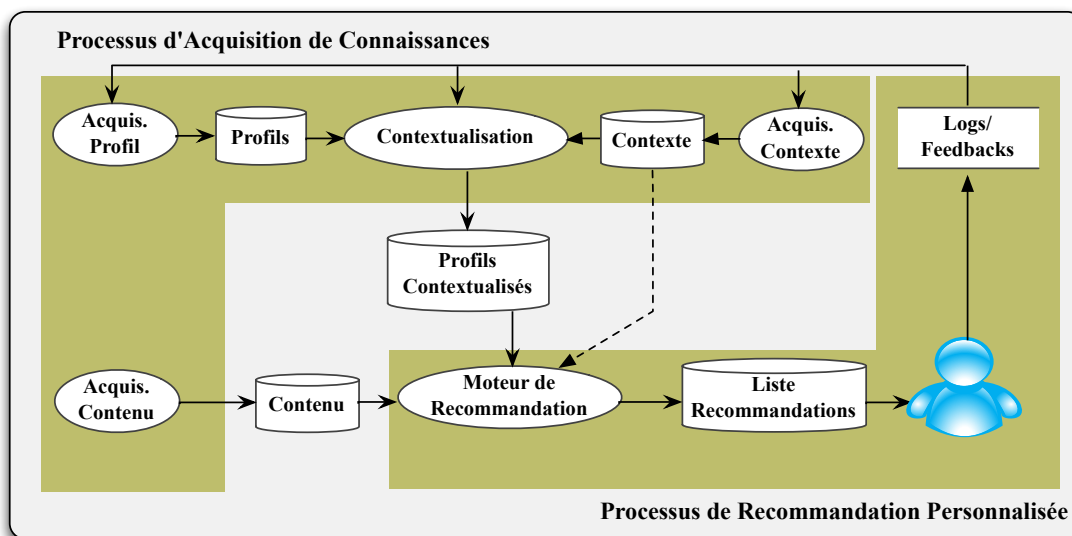 Processus d'Acquisition de Connaissances
Acquis.
Profil
Profils
Contextualisation
Contexte
Acquis.
Contexte
Logs/
Feedbacks
Profils
Contextualisés
Acquis.
Contenu
Contenu
Moteur de
Recommandation
Liste
Recommandations
Processus de Recommandation Personnalisée